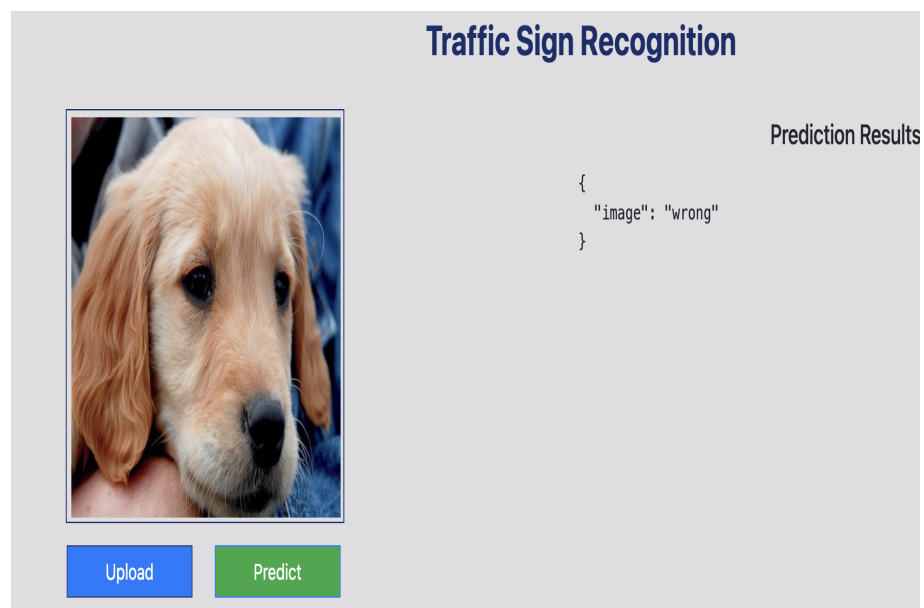 Traffic Sign Recognition
Prediction Results
{
"image": "wrong"
}
Upload
Predict